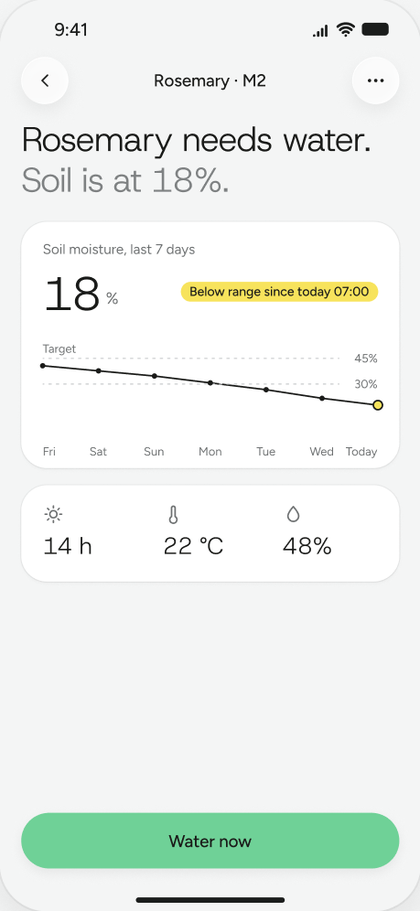 9:41
Rosemary · M2
Rosemary needs water.
Soil is at 18%.
Soil moisture, last 7 days
18 %
Below range since today 07:00
Target
45%
30%
Fri Sat Sun Mon Tue Wed Today
14 h 22 °C 48%
Water now